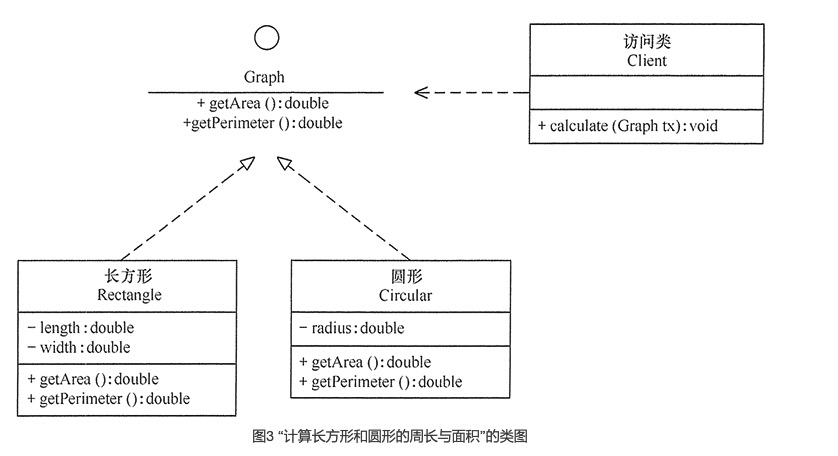 Graph
+ getArea ():double
+getPerimeter ():double
访问类
Client
+ calculate (Graph tx):void
长方形
Rectangle
- length:double
- width:double
+ getArea ():double
+ getPerimeter ():double
圆形
Circular
- radius:double
+ getArea ():double
+ getPerimeter ():double
图3 “计算长方形和圆形的周长与面积”的类图